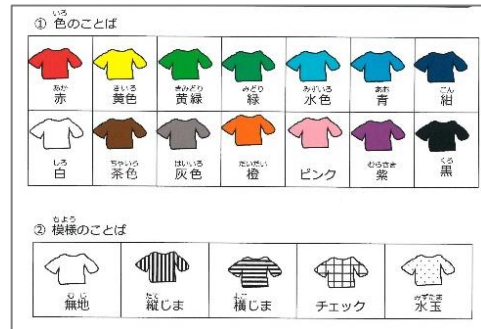 いろ
① 色のことば
あか きいろ きみどり みどり みずいろ あお こん
赤 黄色 黄緑 緑 水色 青 紺
しろ ちゃいろ はいいろ だいだい むらさき くろ
白 茶色 灰色 橙 ピンク 紫 黒
もよう
② 模様のことば
むじ たて よこ みずたま
無地 縦じま 横じま チェック 水玉